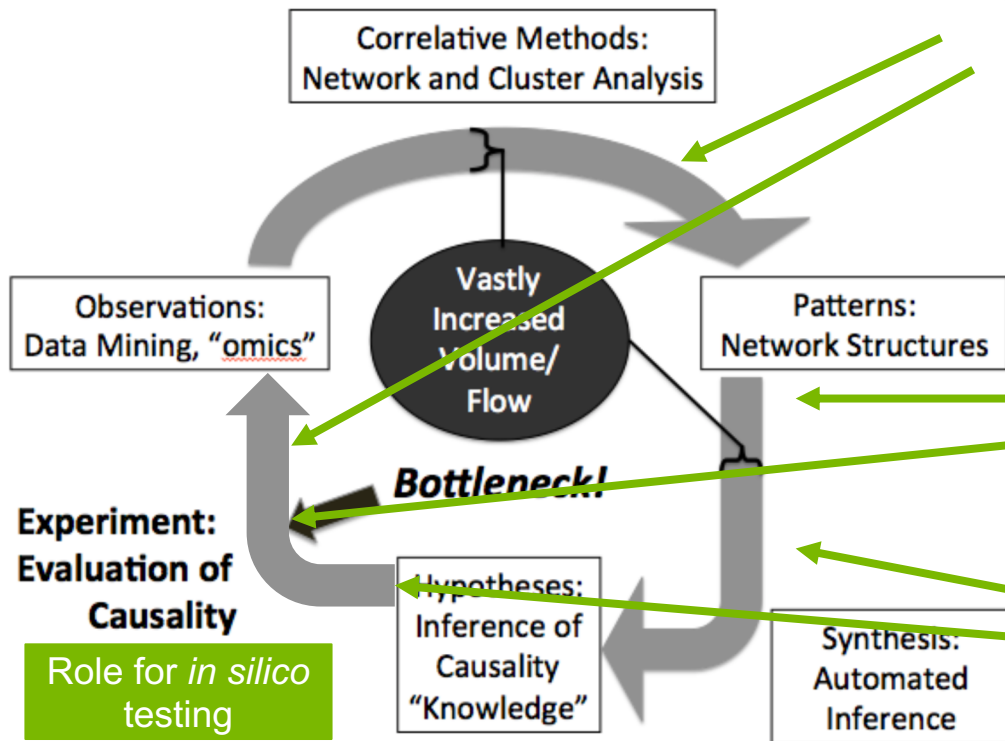 Correlative Methods:
Network and Cluster Analysis
Vastly
Increased
Volume/
Flow
Observations:
Data Mining, “omics”
Patterns:
Network Structures
Bottleneck!
Experiment:
Evaluation of
Causality
Role for in silico
testing
Hypotheses:
Inference of
Causality
“Knowledge”
Synthesis:
Automated
Inference